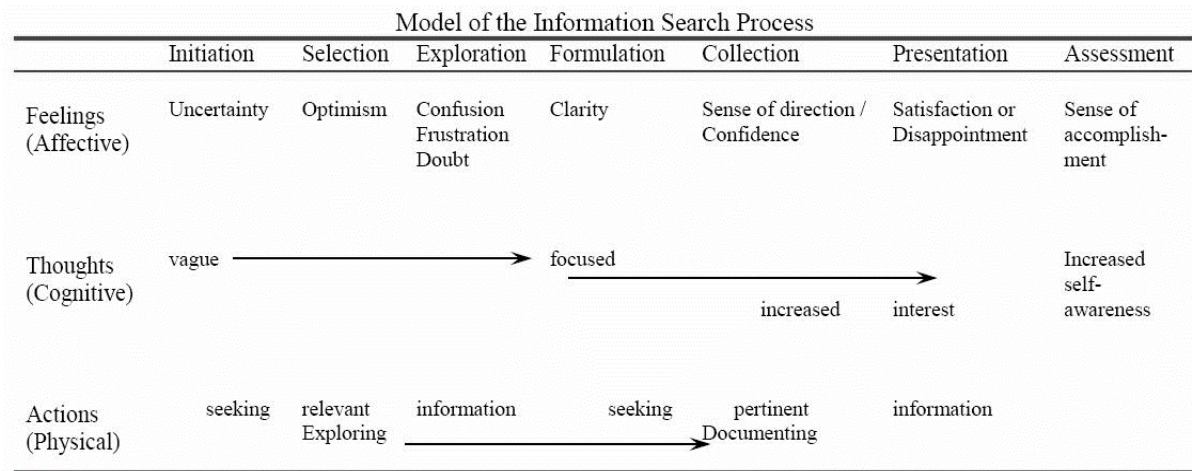 Model of the Information Search Process
Initiation Selection Exploration Formulation Collection Presentation Assessment
Feelings (Affective)
Uncertainty
Optimism
Confusion
Frustration
Doubt
Clarity
Sense of direction /
Confidence
Satisfaction or
Disappointment
Sense of
accomplish-
ment
Thoughts
(Cognitive)
vague
focused
increased interest
Increased
self-
awareness
Actions
(Physical)
seeking relevant information seeking pertinent information
Exploring Documenting